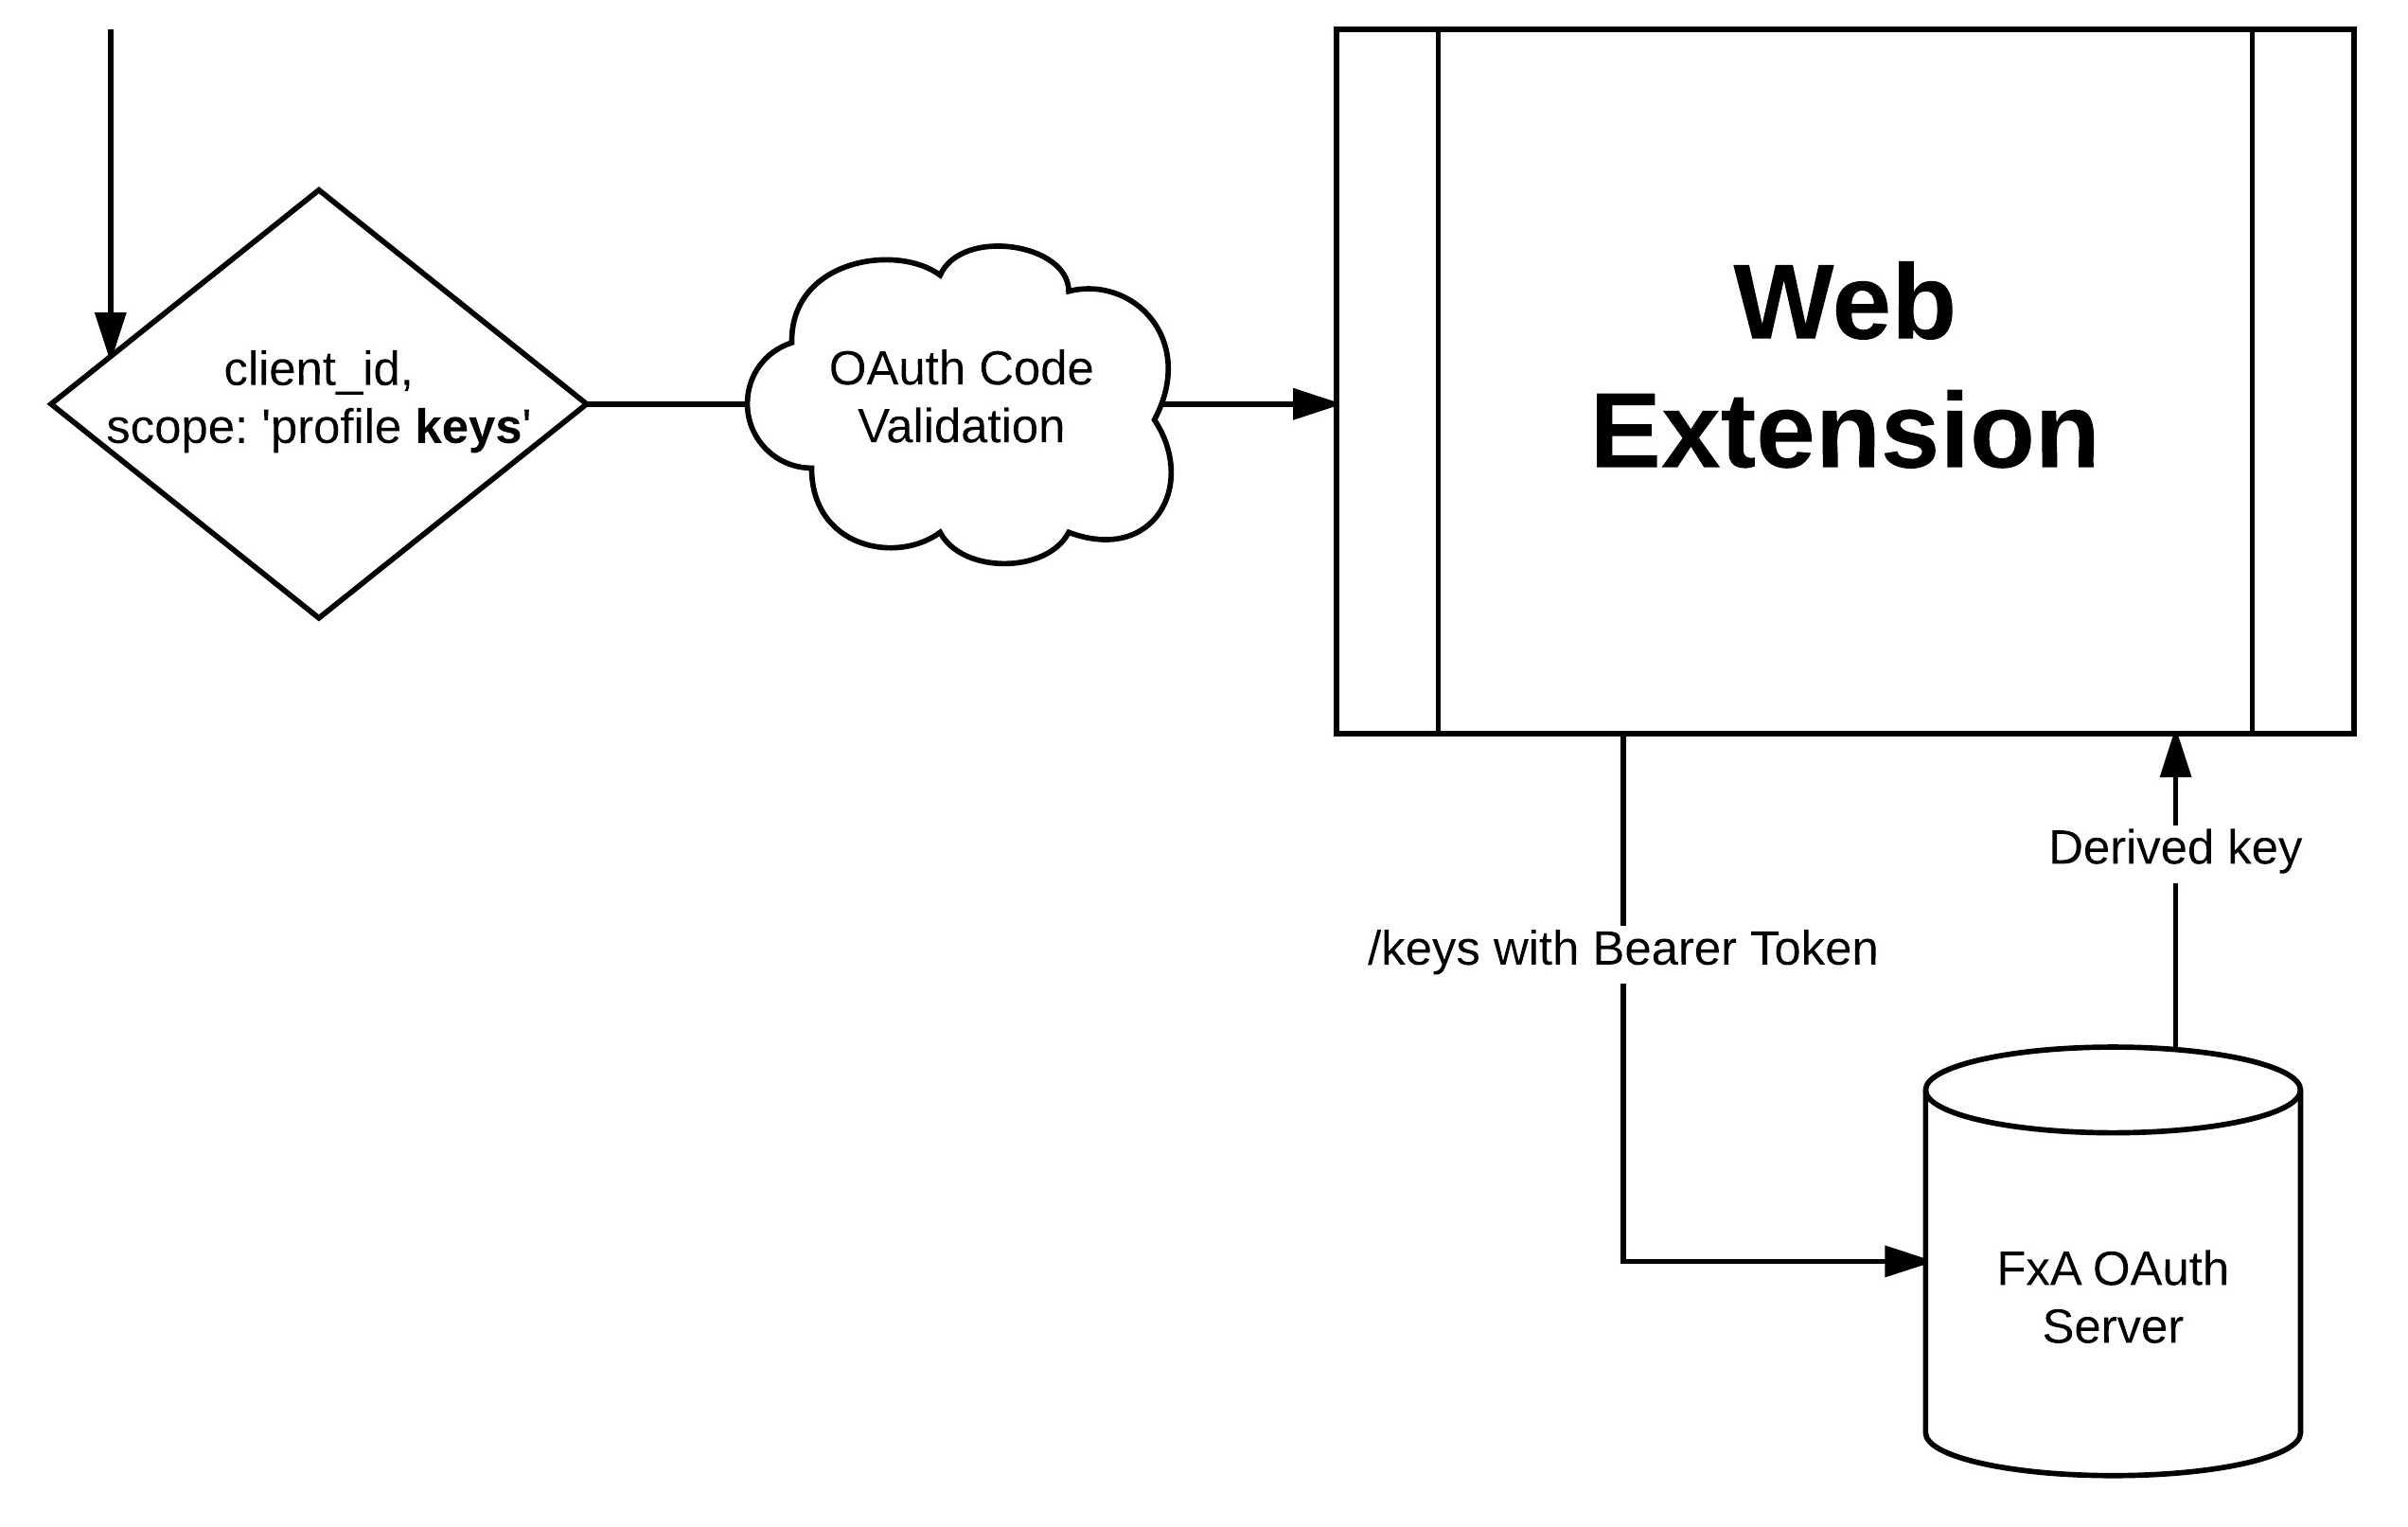 client_id,
scope: 'profile keys'
OAuth Code
Validation
Web
Extension
Derived key
/keys with Bearer Token
FxA OAuth
Server